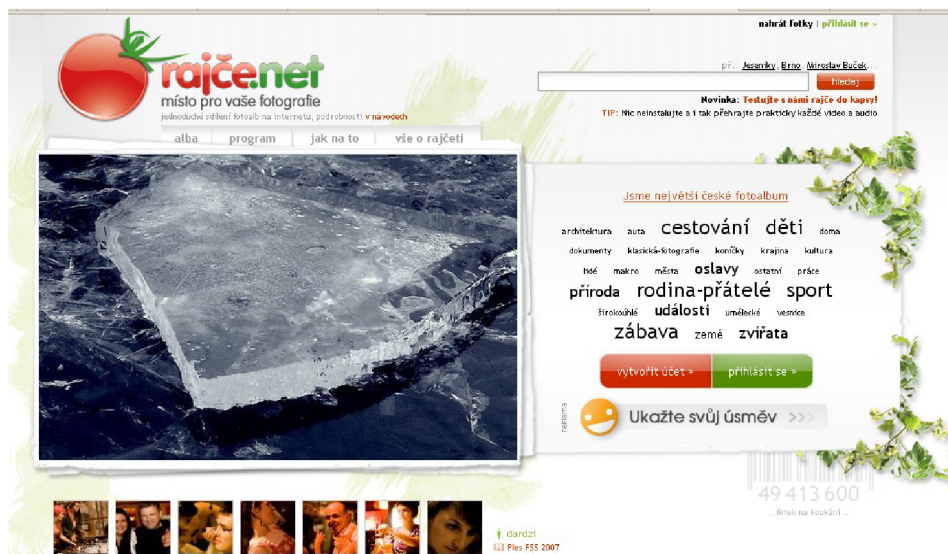 nahrát fotky | přihlásit se »
rajče.net
místo pro vaše fotografie
jednoduché sdílení fotoalb na internetu, podrobnosti v návodech
př.: Jeseníky, Brno, Miroslav Buček...
hledej
Novinka: Testujte s námi rajče do kapsy!
TIP: Nic neinstalujte a i tak přehrajte prakticky každé video a audio
alba program jak na to vše o rajčeti
Jsme největší české fotoalbum
architektura auta cestování děti doma
dokumenty klasická-fotografie koníčky krajina kultura
lidé makro města oslavy ostatní práce
příroda rodina-přátelé sport
širokoúhlé události umělecké vesnice
zábava země zvířata
vytvořit účet » přihlásit se »
reklama
Ukažte svůj úsměv >>>
49 413 600
.. fotek na koukání ..
dardzi
Ples FSS 2007